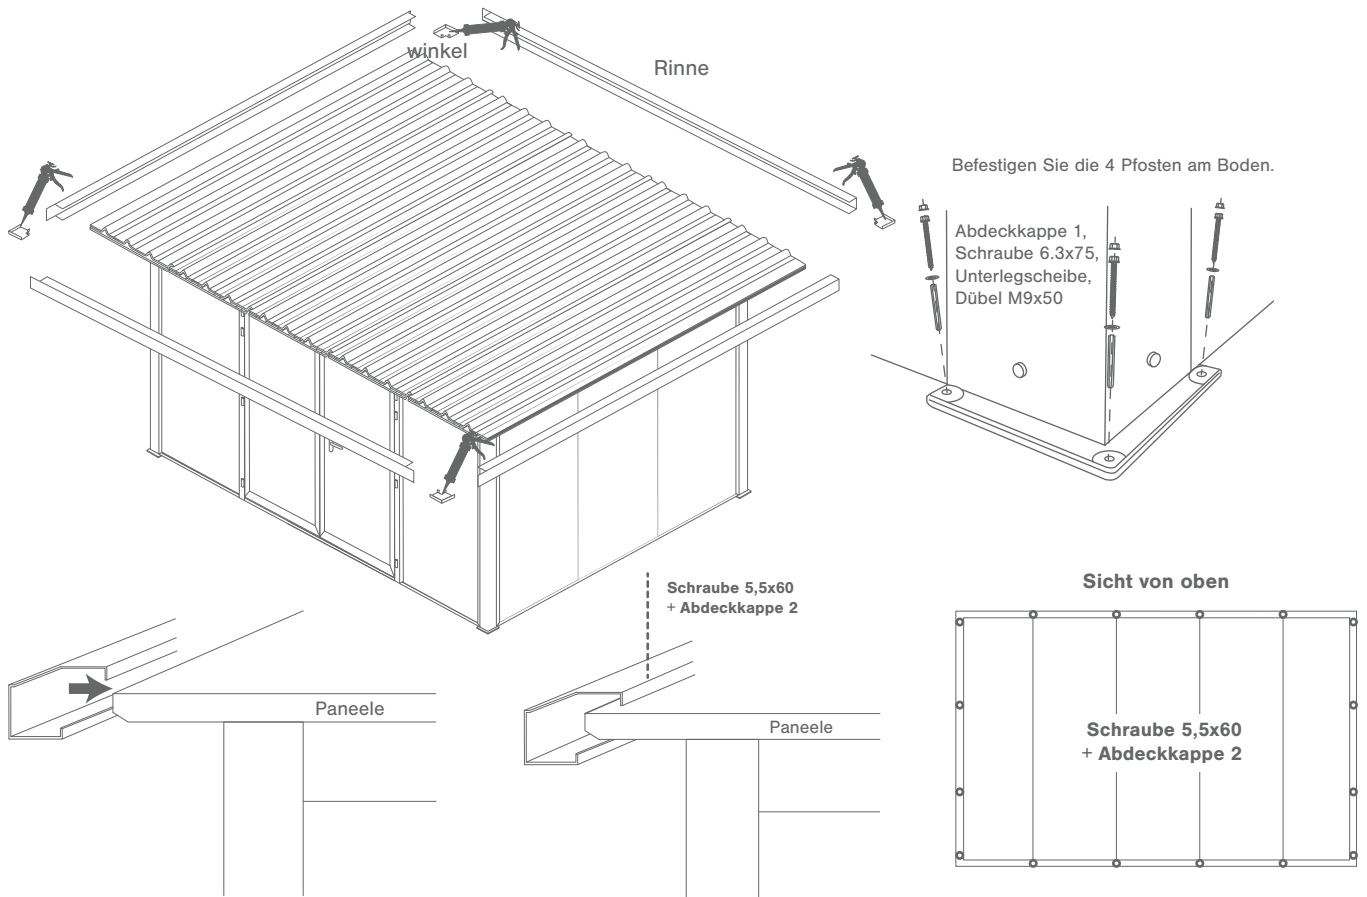 winkel
Rinne
Befestigen Sie die 4 Pfosten am Boden.
Abdeckkappe 1,
Schraube 6.3x75,
Unterlegscheibe,
Dübel M9x50
Schraube 5,5x60
+ Abdeckkappe 2
Paneele
Paneele
Sicht von oben
Schraube 5,5x60
+ Abdeckkappe 2